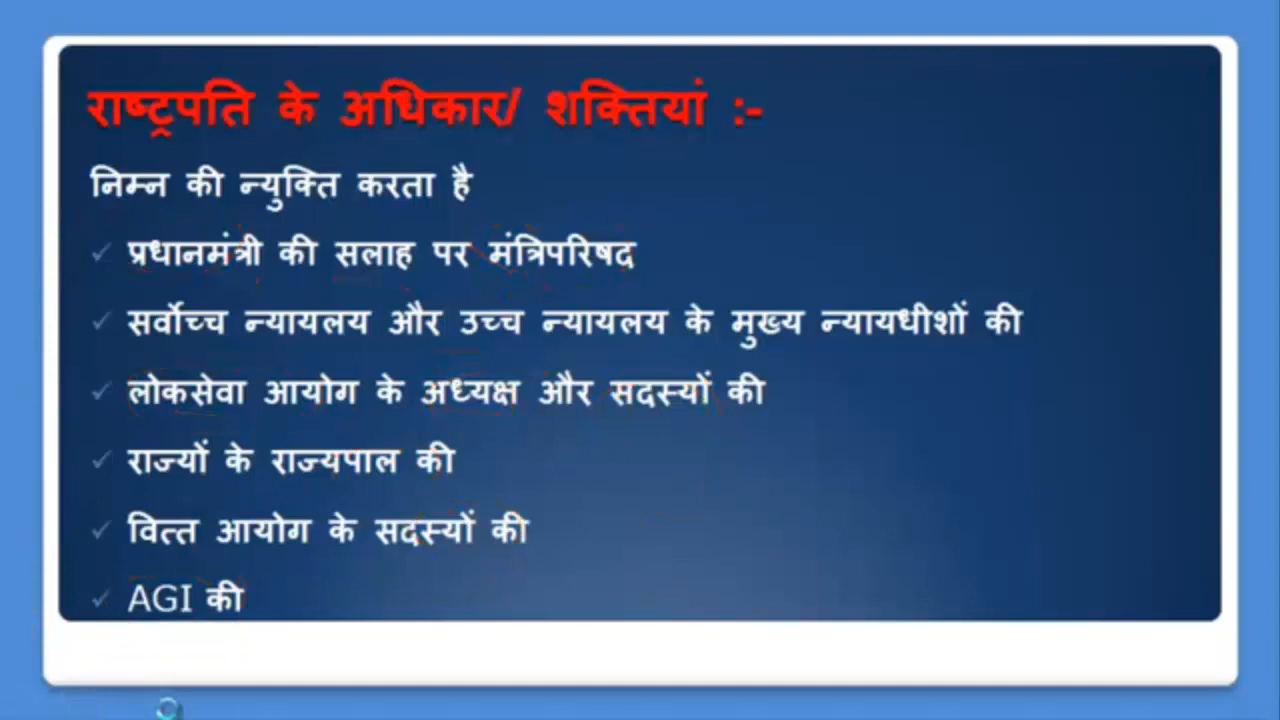 राष्ट्रपति के अधिकार/ शक्तियां :-
निम्न की न्युक्ति करता है
✓ प्रधानमंत्री की सलाह पर मंत्रिपरिषद
✓ सर्वोच्च न्यायलय और उच्च न्यायलय के मुख्य न्यायधीशों की
✓ लोकसेवा आयोग के अध्यक्ष और सदस्यों की
✓ राज्यों के राज्यपाल की
✓ वित्त आयोग के सदस्यों की
✓ AGI की